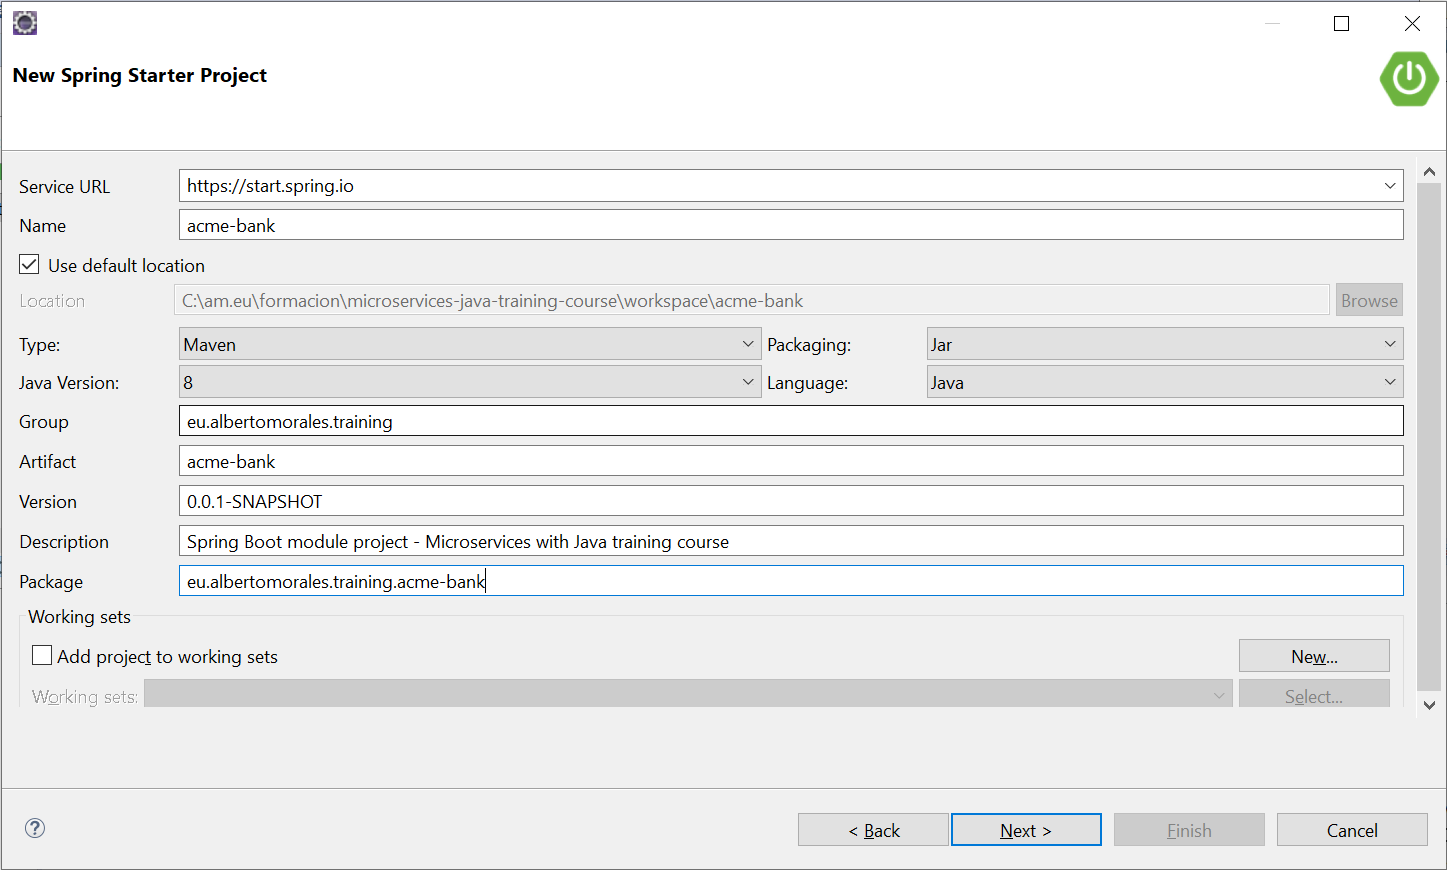 New Spring Starter Project
Service URL https://start.spring.io
Name acme-bank
Use default location
Location C:\am.eu\formacion\microservices-java-training-course\workspace\acme-bank Browse
Type: Maven Packaging: Jar
Java Version: 8 Language: Java
Group eu.albertomorales.training
Artifact acme-bank
Version 0.0.1-SNAPSHOT
Description Spring Boot module project - Microservices with Java training course
Package eu.albertomorales.training.acme-bank
Working sets
Add project to working sets New...
Working sets: Select...
? < Back Next > Finish Cancel